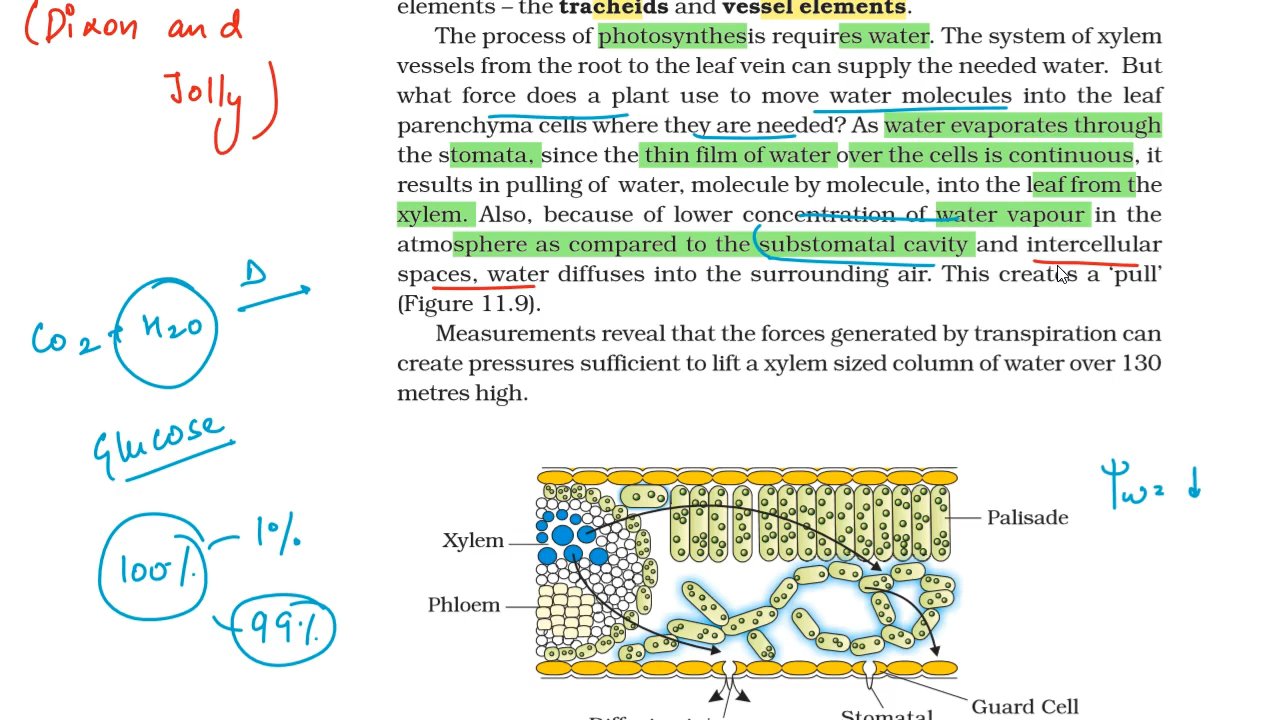 elements – the tracheids and vessel elements.
(Dixon and
Jolly)
The process of photosynthesis requires water. The system of xylem
vessels from the root to the leaf vein can supply the needed water. But
what force does a plant use to move water molecules into the leaf
parenchyma cells where they are needed? As water evaporates through
the stomata, since the thin film of water over the cells is continuous, it
results in pulling of water, molecule by molecule, into the leaf from the
xylem. Also, because of lower concentration of water vapour in the
atmosphere as compared to the substomatal cavity and intercellular
spaces, water diffuses into the surrounding air. This creates a ‘pull’
(Figure 11.9).
Measurements reveal that the forces generated by transpiration can
create pressures sufficient to lift a xylem sized column of water over 130
metres high.
Co2 + H2O
Glucose
100%
1%
99%
Ψw = ↓
Xylem
Phloem
Palisade
Guard Cell
Stomatal